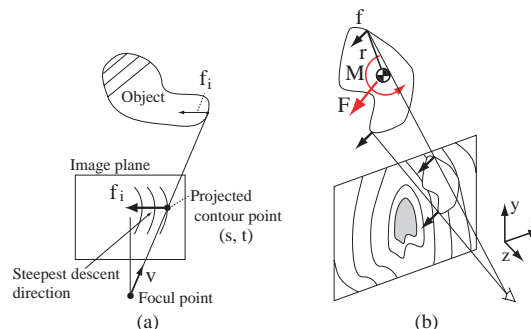 f i
Object
Image plane
f i
Projected
contour point
(s, t)
Steepest descent
direction
v
Focul point
(a)
f
r
M
F
y
z
(b)